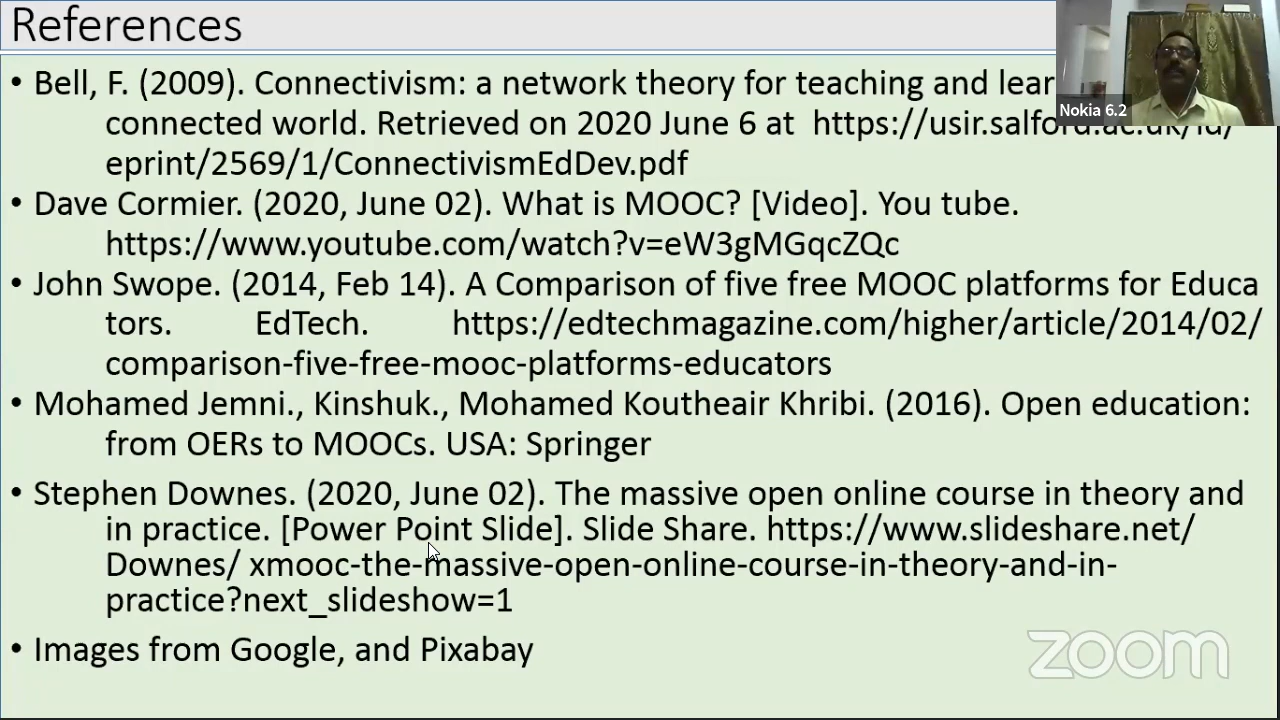 References
• Bell, F. (2009). Connectivism: a network theory for teaching and lear
connected world. Retrieved on 2020 June 6 at https://usir.salford.ac.uk/id/
eprint/2569/1/ConnectivismEdDev.pdf
• Dave Cormier. (2020, June 02). What is MOOC? [Video]. You tube.
https://www.youtube.com/watch?v=eW3gMGqcZQc
• John Swope. (2014, Feb 14). A Comparison of five free MOOC platforms for Educa
tors. EdTech. https://edtechmagazine.com/higher/article/2014/02/
comparison-five-free-mooc-platforms-educators
• Mohamed Jemni., Kinshuk., Mohamed Koutheair Khribi. (2016). Open education:
from OERs to MOOCs. USA: Springer
• Stephen Downes. (2020, June 02). The massive open online course in theory and
in practice. [Power Point Slide]. Slide Share. https://www.slideshare.net/
Downes/ xmooc-the-massive-open-online-course-in-theory-and-in-
practice?next_slideshow=1
• Images from Google, and Pixabay
Nokia 6.2
zoom